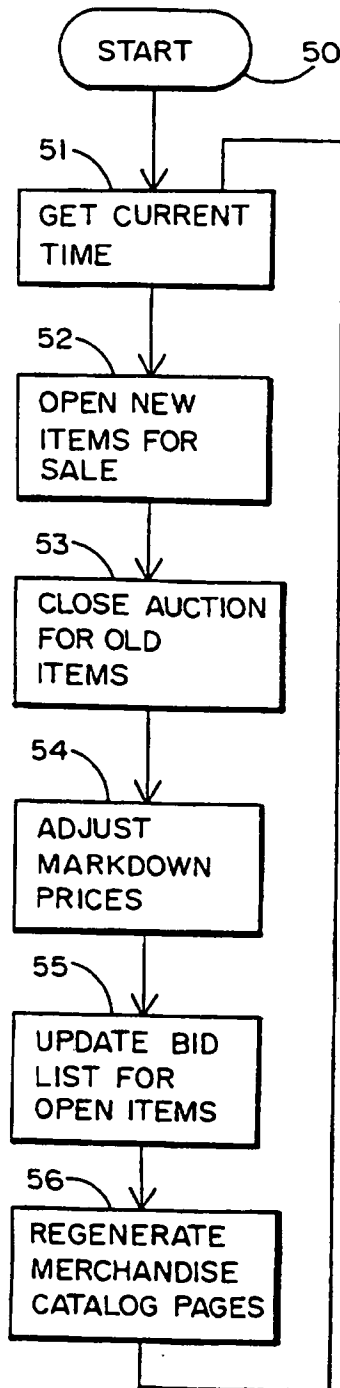 START
50
51
GET CURRENT
TIME
52
OPEN NEW
ITEMS FOR
SALE
53
CLOSE AUCTION
FOR OLD
ITEMS
54
ADJUST
MARKDOWN
PRICES
55
UPDATE BID
LIST FOR
OPEN ITEMS
56
REGENERATE
MERCHANDISE
CATALOG PAGES